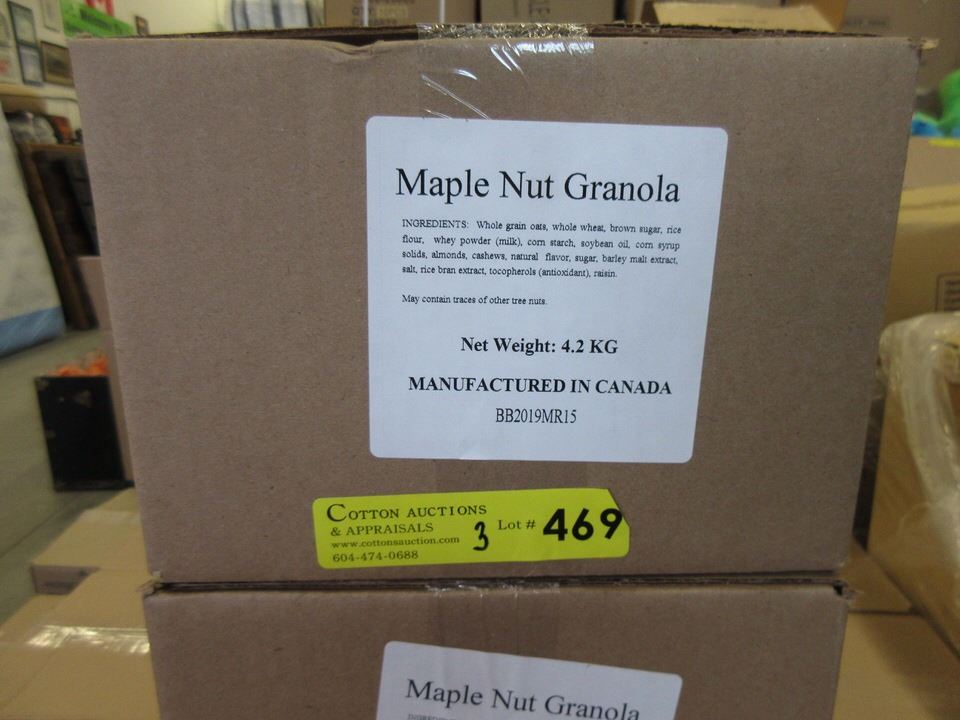 Maple Nut Granola
INGREDIENTS: Whole grain oats, whole wheat, brown sugar, rice
flour, whey powder (milk), corn starch, soybean oil, corn syrup
solids, almonds, cashews, natural flavor, sugar, barley malt extract,
salt, rice bran extract, tocopherols (antioxidant), raisin.
May contain traces of other tree nuts.
Net Weight: 4.2 KG
MANUFACTURED IN CANADA
BB2019MR15
COTTON AUCTIONS
& APPRAISALS
www.cottonsauction.com
604-474-0688
3
Lot # 469
Maple Nut Granola